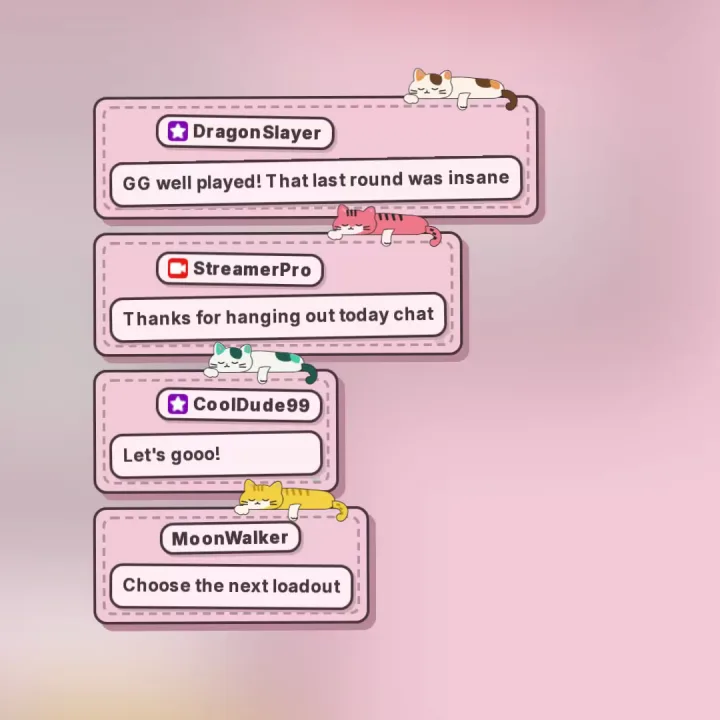 DragonSlayer
GG well played! That last round was insane
StreamerPro
Thanks for hanging out today chat
CoolDude99
Let's gooo!
MoonWalker
Choose the next loadout